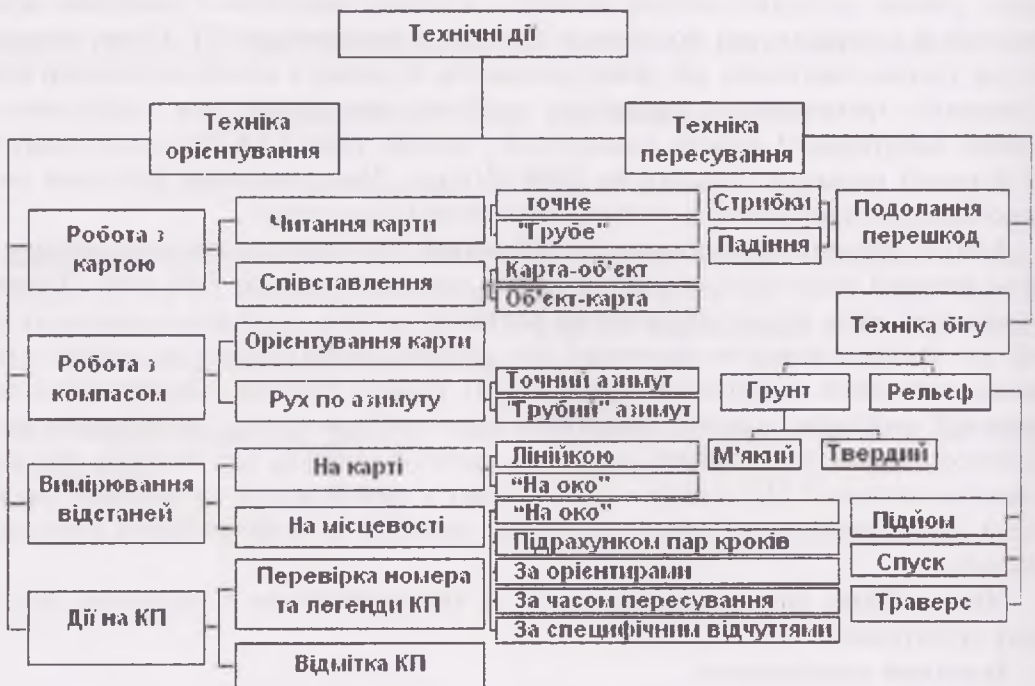 Технічні дії
Техніка
орієнтування
Техніка
пересування
Робота з
картою
Читання карти
точне
"Грубе"
Співставлення
Карта-об'єкт
Об'єкт-карта
Робота з
компасом
Орієнтування карти
Рух по азимуту
Точний азимут
"Грубий" азимут
Вимірювання
відстаней
На карті
Лінійкою
"На око"
На місцевості
"На око"
Підрахунком пар кроків
За орієнтирами
За часом пересування
За специфічним відчуттями
Дії на КП
Перевірка номера
та легенди КП
Відмітка КП
Стрибки
Падіння
Подолання
перешкод
Техніка бігу
Грунт
Рельєф
М'який
Твердий
Підйом
Спуск
Траверс